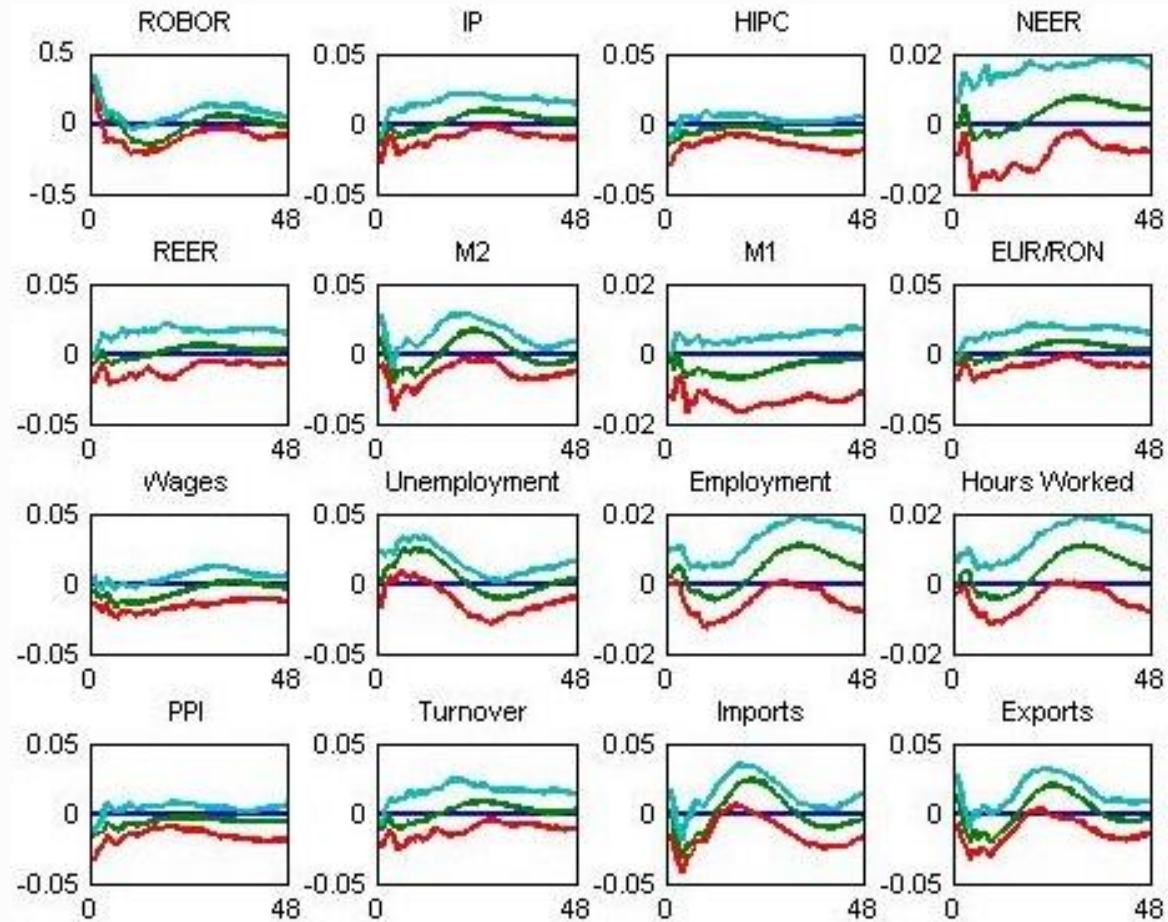 ROBOR IP HIPC NEER
0.5 0.05 0.05 0.02
0 0 0 0
-0.5 -0.05 -0.05 -0.02
0 48 0 48 0 48 0 48
REER M2 M1 EUR/RON
0.05 0.05 0.02 0.05
0 0 0 0
-0.05 -0.05 -0.02 -0.05
0 48 0 48 0 48 0 48
Wages Unemployment Employment Hours Worked
0.05 0.05 0.02 0.02
0 0 0 0
-0.05 -0.05 -0.02 -0.02
0 48 0 48 0 48 0 48
PPI Turnover Imports Exports
0.05 0.05 0.05 0.05
0 0 0 0
-0.05 -0.05 -0.05 -0.05
0 48 0 48 0 48 0 48